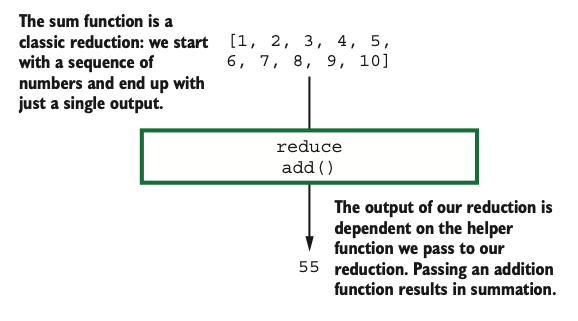 The sum function is a
classic reduction: we start
with a sequence of
numbers and end up with
just a single output.
[1, 2, 3, 4, 5,
6, 7, 8, 9, 10]
reduce
add()
The output of our reduction is
dependent on the helper
function we pass to our
reduction. Passing an addition
function results in summation.
55